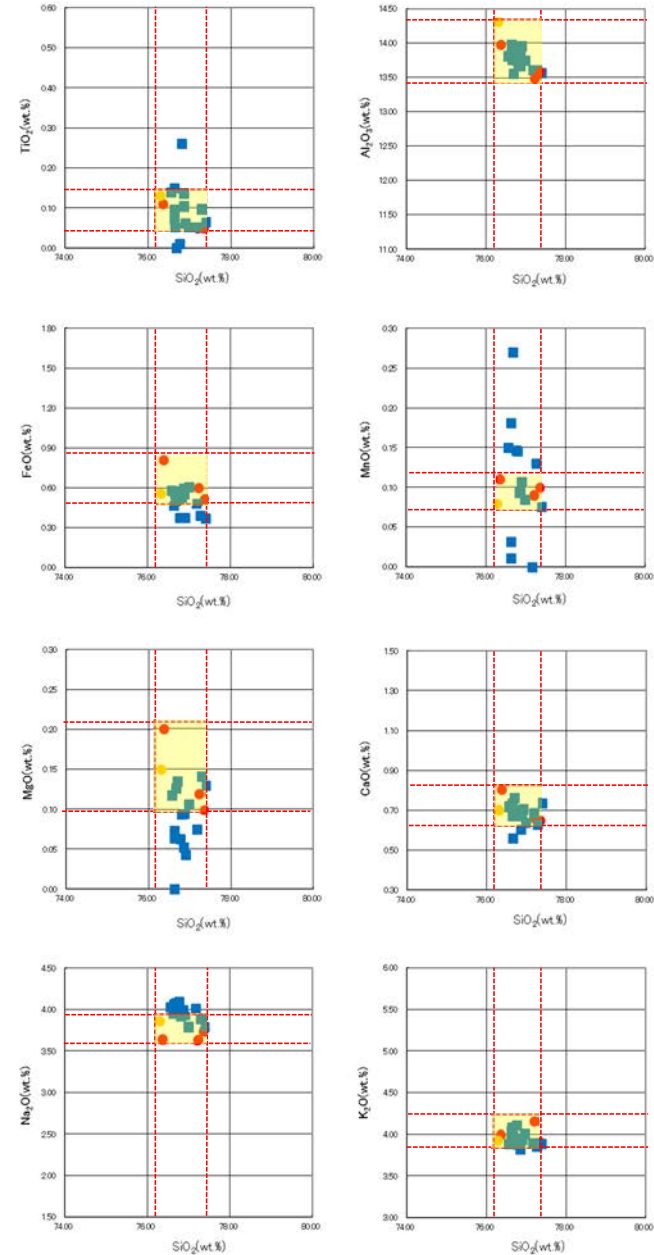 0.60
0.50
0.40
0.30
0.20
0.10
0.00
TiO2(wt.%)
74.00 76.00 78.00 80.00
SiO2(wt.%)
14.50
14.00
13.50
13.00
12.50
12.00
11.50
11.00
Al2O3(wt.%)
74.00 76.00 78.00 80.00
SiO2(wt.%)
1.80
1.50
1.20
0.90
0.60
0.30
0.00
FeO(wt.%)
74.00 76.00 78.00 80.00
SiO2(wt.%)
0.30
0.25
0.20
0.15
0.10
0.05
0.00
MnO(wt.%)
74.00 76.00 78.00 80.00
SiO2(wt.%)
0.30
0.25
0.20
0.15
0.10
0.05
0.00
MgO(wt.%)
74.00 76.00 78.00 80.00
SiO2(wt.%)
1.50
1.30
1.10
0.90
0.70
0.50
0.30
CaO(wt.%)
74.00 76.00 78.00 80.00
SiO2(wt.%)
4.50
4.00
3.50
3.00
2.50
2.00
1.50
Na2O(wt.%)
74.00 76.00 78.00 80.00
SiO2(wt.%)
6.00
5.50
5.00
4.50
4.00
3.50
3.00
K2O(wt.%)
74.00 76.00 78.00 80.00
SiO2(wt.%)